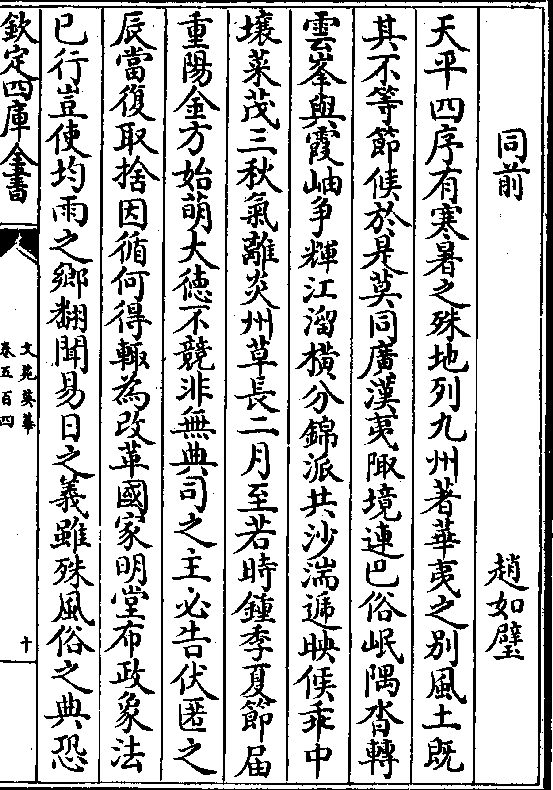 同前 趙如璧
天平四序有寒暑之殊地列九州著華夷之别風土旣
其不等節候於是莫同廣漢夷陬境連巴俗岷隅沓轉
雲峯與霞岫争輝江溜横分錦派共沙湍遞映候乖中
壤菜茂三秋氣離炎州草長二月至若時鍾季夏節届
重陽金方始萌大德不競非無典司之主必告伏匿之
辰當復取捨因循何得輙為改革國家明堂布政象法
已行豈使均雨之鄉翻聞易日之義雖殊風俗之典恐
欽定四庫全書
文苑英華
卷五百四
十